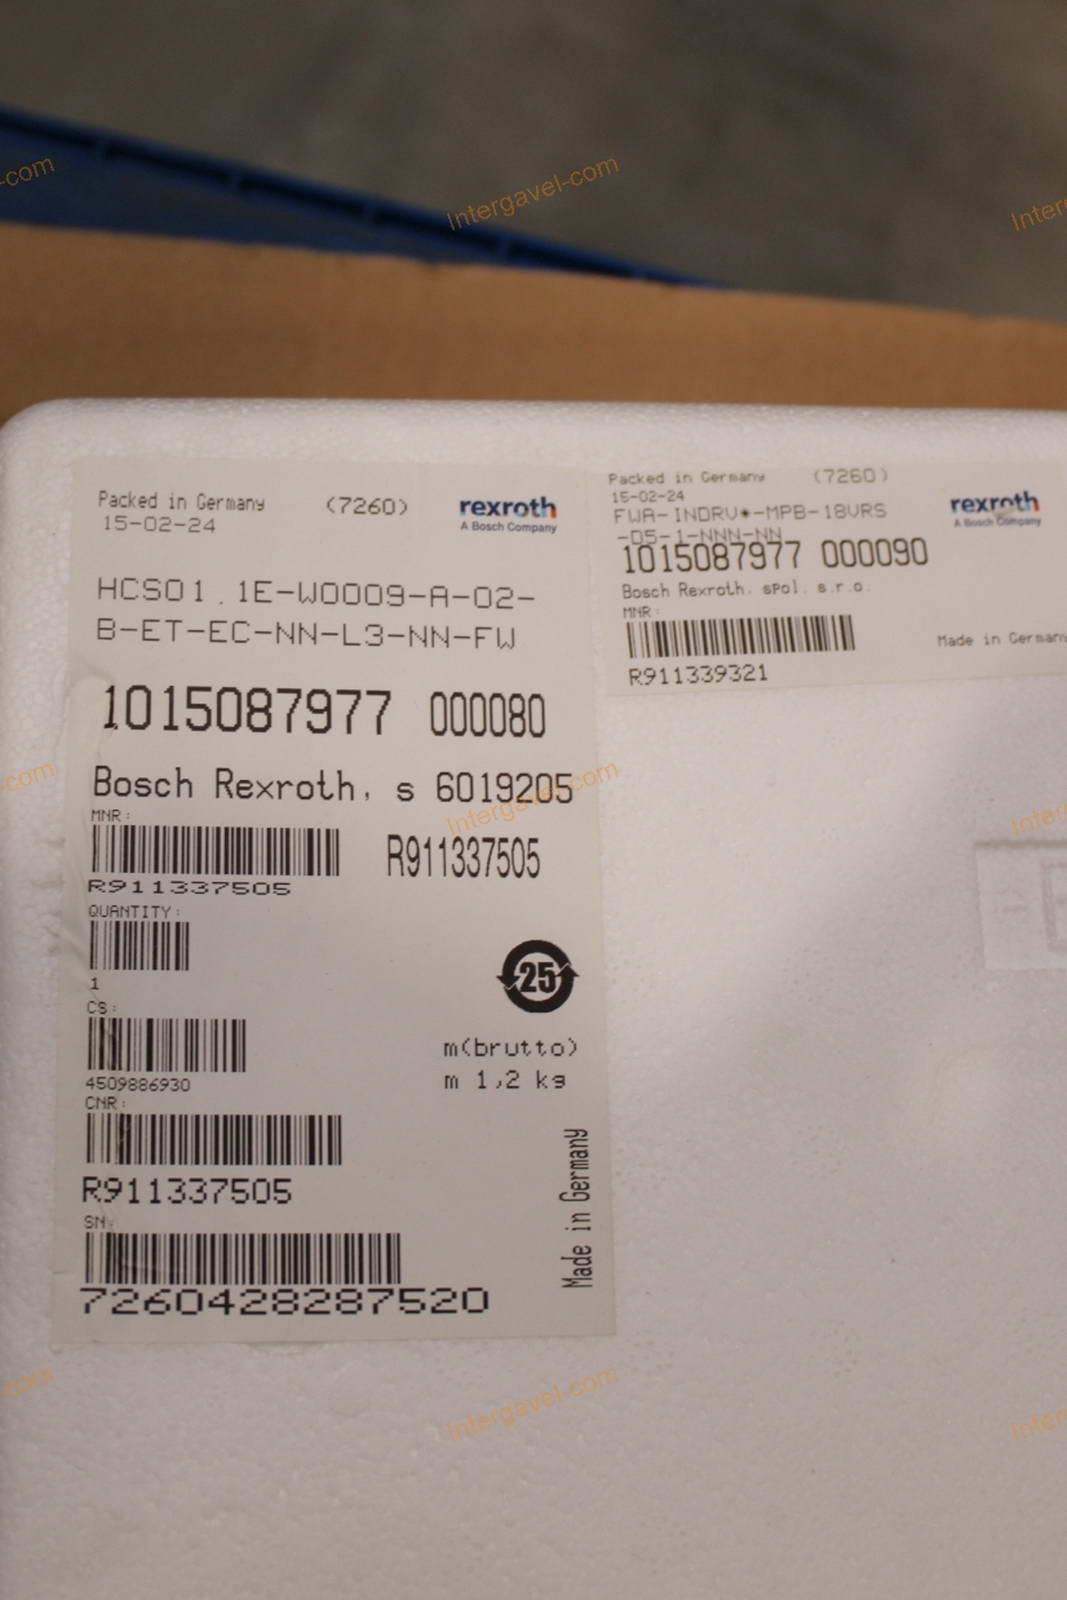 Packed in Germany (7260)
15-02-24
rexroth
A Bosch Company
HCS01.1E-W0009-A-02-
B-ET-EC-NN-L3-NN-FW
1015087977 000080
Bosch Rexroth, s 6019205
MNR:
R911337505
R911337505
QUANTITY:
1
CS:
4509886930
CNR:
R911337505
SN:
7260428287520
25
m(brutto)
m 1,2 kg
Made in Germany
Packed in Germany (7260)
15-02-24
FWA-INDRV*-MPB-18VRS
-D5-1-NNN-NN
1015087977 000090
Bosch Rexroth, spol. s.r.o.
MNR:
R911339321
rexroth
A Bosch Company
Made in Germany
Intergavel-com
Intergavel-com
Intergavel-com